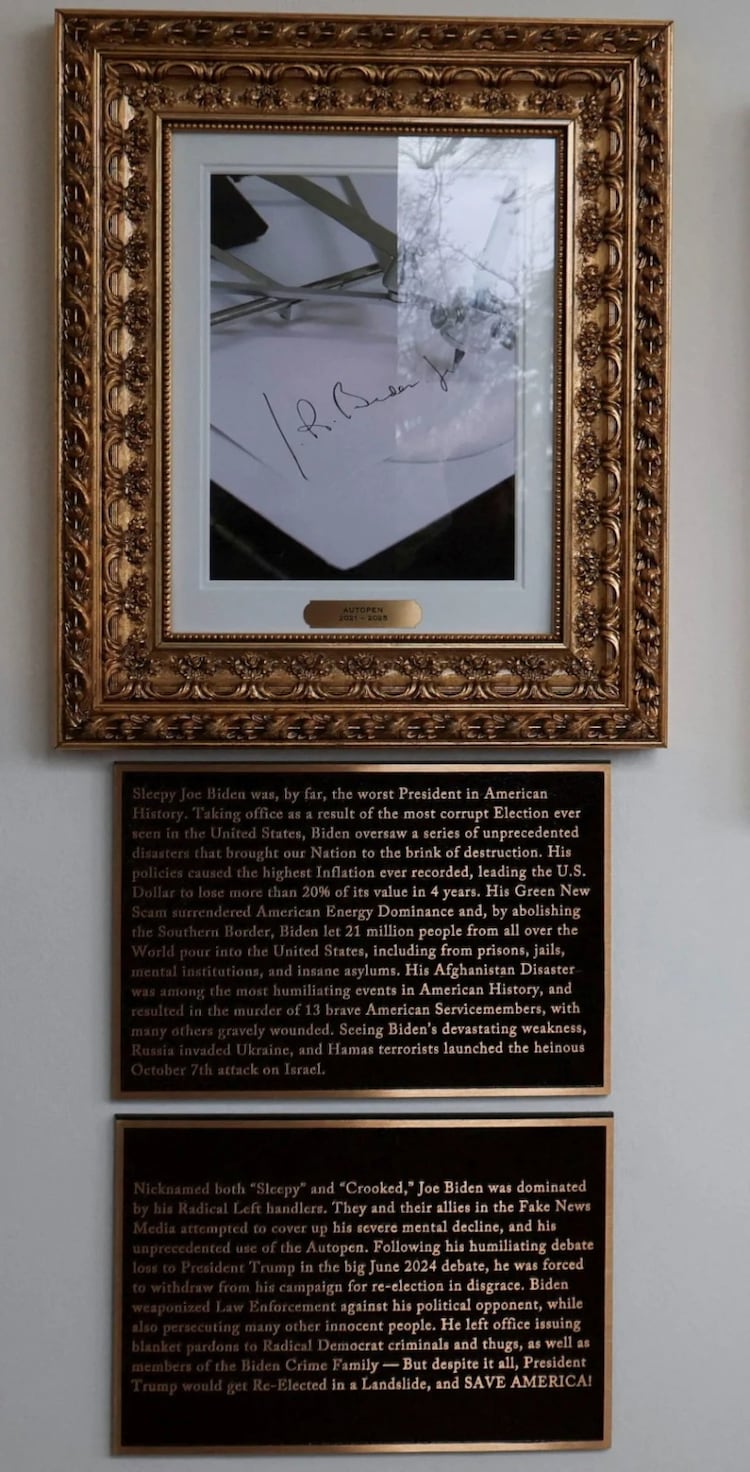 J. R. Biden Jr
AUTOPEN
2021 – 2025
Sleepy Joe Biden was, by far, the worst President in American
History. Taking office as a result of the most corrupt Election ever
seen in the United States, Biden oversaw a series of unprecedented
disasters that brought our Nation to the brink of destruction. His
policies caused the highest Inflation ever recorded, leading the U.S.
Dollar to lose more than 20% of its value in 4 years. His Green New
Scam surrendered American Energy Dominance and, by abolishing
the Southern Border, Biden let 21 million people from all over the
World pour into the United States, including from prisons, jails,
mental institutions, and insane asylums. His Afghanistan Disaster
was among the most humiliating events in American History, and
resulted in the murder of 13 brave American Servicemembers, with
many others gravely wounded. Seeing Biden's devastating weakness,
Russia invaded Ukraine, and Hamas terrorists launched the heinous
October 7th attack on Israel.
Nicknamed both "Sleepy" and "Crooked," Joe Biden was dominated
by his Radical Left handlers. They and their allies in the Fake News
Media attempted to cover up his severe mental decline, and his
unprecedented use of the Autopen. Following his humiliating debate
loss to President Trump in the big June 2024 debate, he was forced
to withdraw from his campaign for re-election in disgrace. Biden
weaponized Law Enforcement against his political opponent, while
also persecuting many other innocent people. He left office issuing
blanket pardons to Radical Democrat criminals and thugs, as well as
members of the Biden Crime Family — But despite it all, President
Trump would get Re-Elected in a Landslide, and SAVE AMERICA!